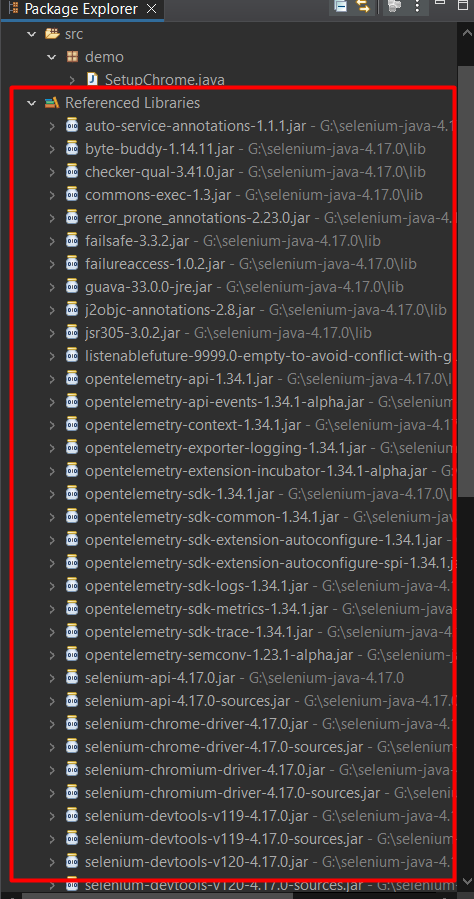 Package Explorer
src
demo
SetupChrome.java
Referenced Libraries
auto-service-annotations-1.1.1.jar - G:\selenium-java-4.1
byte-buddy-1.14.11.jar - G:\selenium-java-4.17.0\lib
checker-qual-3.41.0.jar - G:\selenium-java-4.17.0\lib
commons-exec-1.3.jar - G:\selenium-java-4.17.0\lib
error_prone_annotations-2.23.0.jar - G:\selenium-java-4.1
failsafe-3.3.2.jar - G:\selenium-java-4.17.0\lib
failureaccess-1.0.2.jar - G:\selenium-java-4.17.0\lib
guava-33.0.0-jre.jar - G:\selenium-java-4.17.0\lib
j2objc-annotations-2.8.jar - G:\selenium-java-4.17.0\lib
jsr305-3.0.2.jar - G:\selenium-java-4.17.0\lib
listenablefuture-9999.0-empty-to-avoid-conflict-with-g
opentelemetry-api-1.34.1.jar - G:\selenium-java-4.17.0\l
opentelemetry-api-events-1.34.1-alpha.jar - G:\selenium
opentelemetry-context-1.34.1.jar - G:\selenium-java-4.17
opentelemetry-exporter-logging-1.34.1.jar - G:\selenium
opentelemetry-extension-incubator-1.34.1-alpha.jar - G:
opentelemetry-sdk-1.34.1.jar - G:\selenium-java-4.17.0\l
opentelemetry-sdk-common-1.34.1.jar - G:\selenium-java
opentelemetry-sdk-extension-autoconfigure-1.34.1.jar -
opentelemetry-sdk-extension-autoconfigure-spi-1.34.1.j
opentelemetry-sdk-logs-1.34.1.jar - G:\selenium-java-4.1
opentelemetry-sdk-metrics-1.34.1.jar - G:\selenium-java
opentelemetry-sdk-trace-1.34.1.jar - G:\selenium-java-4.
opentelemetry-semconv-1.23.1-alpha.jar - G:\selenium-j
selenium-api-4.17.0.jar - G:\selenium-java-4.17.0
selenium-api-4.17.0-sources.jar - G:\selenium-java-4.17.0
selenium-chrome-driver-4.17.0.jar - G:\selenium-java-4.1
selenium-chrome-driver-4.17.0-sources.jar - G:\selenium
selenium-chromium-driver-4.17.0.jar - G:\selenium-java-
selenium-chromium-driver-4.17.0-sources.jar - G:\seleni
selenium-devtools-v119-4.17.0.jar - G:\selenium-java-4.1
selenium-devtools-v119-4.17.0-sources.jar - G:\selenium
selenium-devtools-v120-4.17.0.jar - G:\selenium-java-4.1
selenium-devtools-v120-4.17.0-sources.jar - G:\selenium